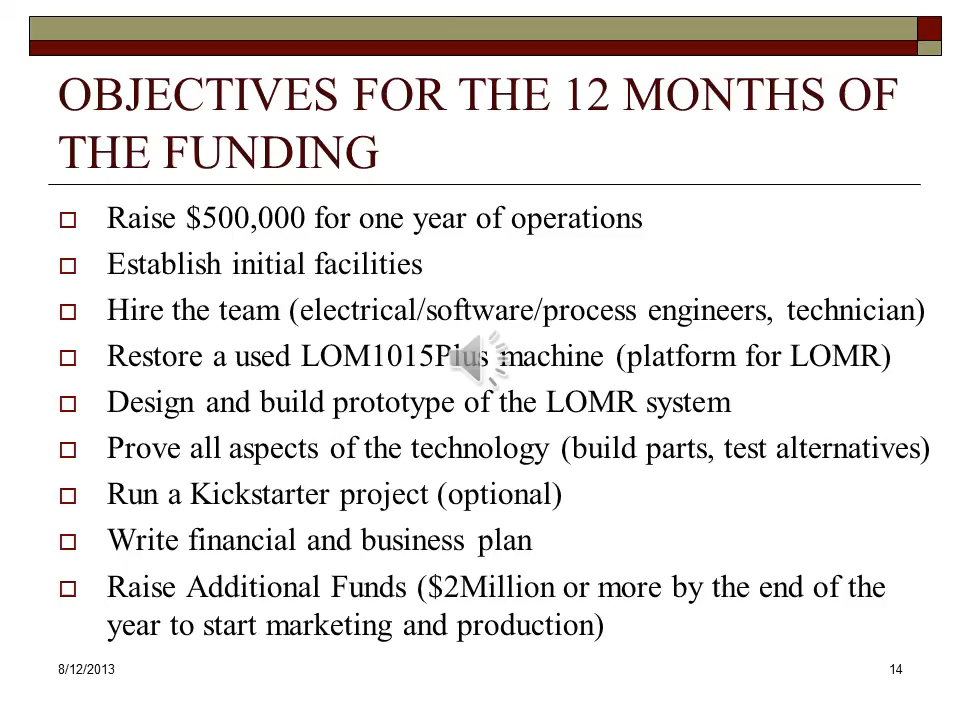 OBJECTIVES FOR THE 12 MONTHS OF
THE FUNDING
Raise $500,000 for one year of operations
Establish initial facilities
Hire the team (electrical/software/process engineers, technician)
Restore a used LOM1015Plus machine (platform for LOMR)
Design and build prototype of the LOMR system
Prove all aspects of the technology (build parts, test alternatives)
Run a Kickstarter project (optional)
Write financial and business plan
Raise Additional Funds ($2Million or more by the end of the
year to start marketing and production)
8/12/2013
14